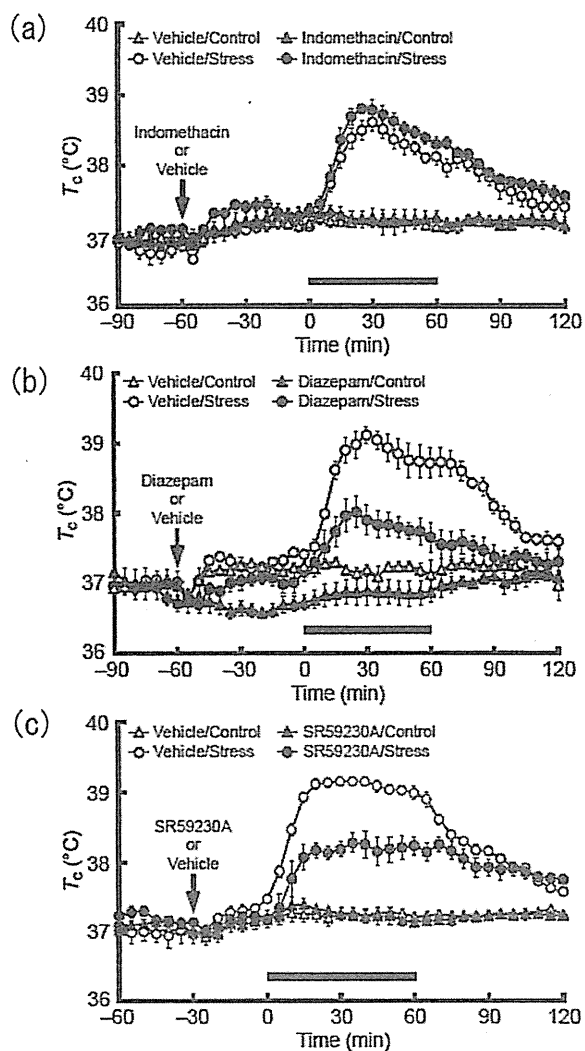 (a)
40
39
38
37
36
Tc (°C)
Vehicle/Control Indomethacin/Control
Vehicle/Stress Indomethacin/Stress
Indomethacin
or
Vehicle
−90 −60 −30 0 30 60 90 120
Time (min)
(b)
40
39
38
37
36
Tc (°C)
Vehicle/Control Diazepam/Control
Vehicle/Stress Diazepam/Stress
Diazepam
or
Vehicle
−90 −60 −30 0 30 60 90 120
Time (min)
(c)
40
39
38
37
36
Tc (°C)
Vehicle/Control SR59230A/Control
Vehicle/Stress SR59230A/Stress
SR59230A
or
Vehicle
−60 −30 0 30 60 90 120
Time (min)